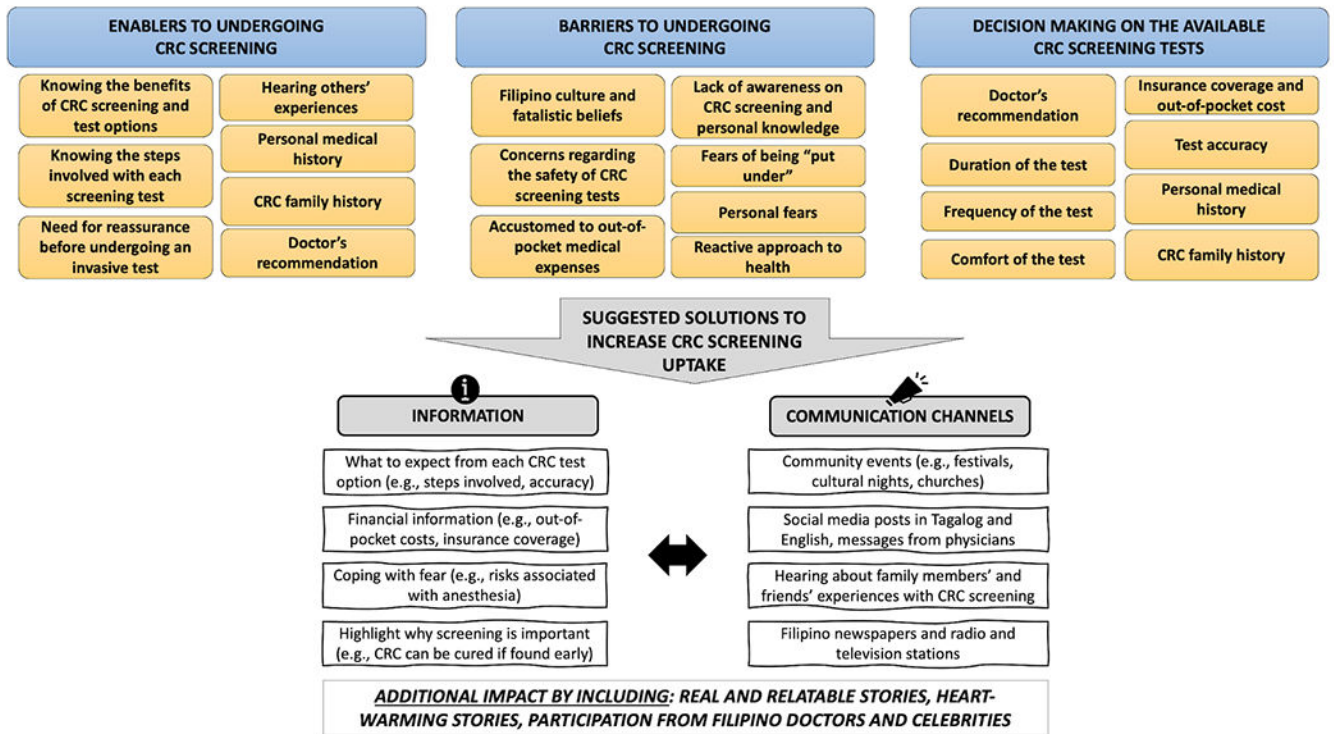 ENABLERS TO UNDERGOING
CRC SCREENING
Knowing the benefits
of CRC screening and
test options
Knowing the steps
involved with each
screening test
Need for reassurance
before undergoing an
invasive test
Hearing others'
experiences
Personal medical
history
CRC family history
Doctor's
recommendation
BARRIERS TO UNDERGOING
CRC SCREENING
Filipino culture and
fatalistic beliefs
Concerns regarding
the safety of CRC
screening tests
Accustomed to out-of-
pocket medical
expenses
Lack of awareness on
CRC screening and
personal knowledge
Fears of being "put
under"
Personal fears
Reactive approach to
health
DECISION MAKING ON THE AVAILABLE
CRC SCREENING TESTS
Doctor's
recommendation
Duration of the test
Frequency of the test
Comfort of the test
Insurance coverage and
out-of-pocket cost
Test accuracy
Personal medical
history
CRC family history
SUGGESTED SOLUTIONS TO
INCREASE CRC SCREENING
UPTAKE
INFORMATION
What to expect from each CRC test
option (e.g., steps involved, accuracy)
Financial information (e.g., out-of-
pocket costs, insurance coverage)
Coping with fear (e.g., risks associated
with anesthesia)
Highlight why screening is important
(e.g., CRC can be cured if found early)
COMMUNICATION CHANNELS
Community events (e.g., festivals,
cultural nights, churches)
Social media posts in Tagalog and
English, messages from physicians
Hearing about family members' and
friends' experiences with CRC screening
Filipino newspapers and radio and
television stations
ADDITIONAL IMPACT BY INCLUDING: REAL AND RELATABLE STORIES, HEART-
WARMING STORIES, PARTICIPATION FROM FILIPINO DOCTORS AND CELEBRITIES